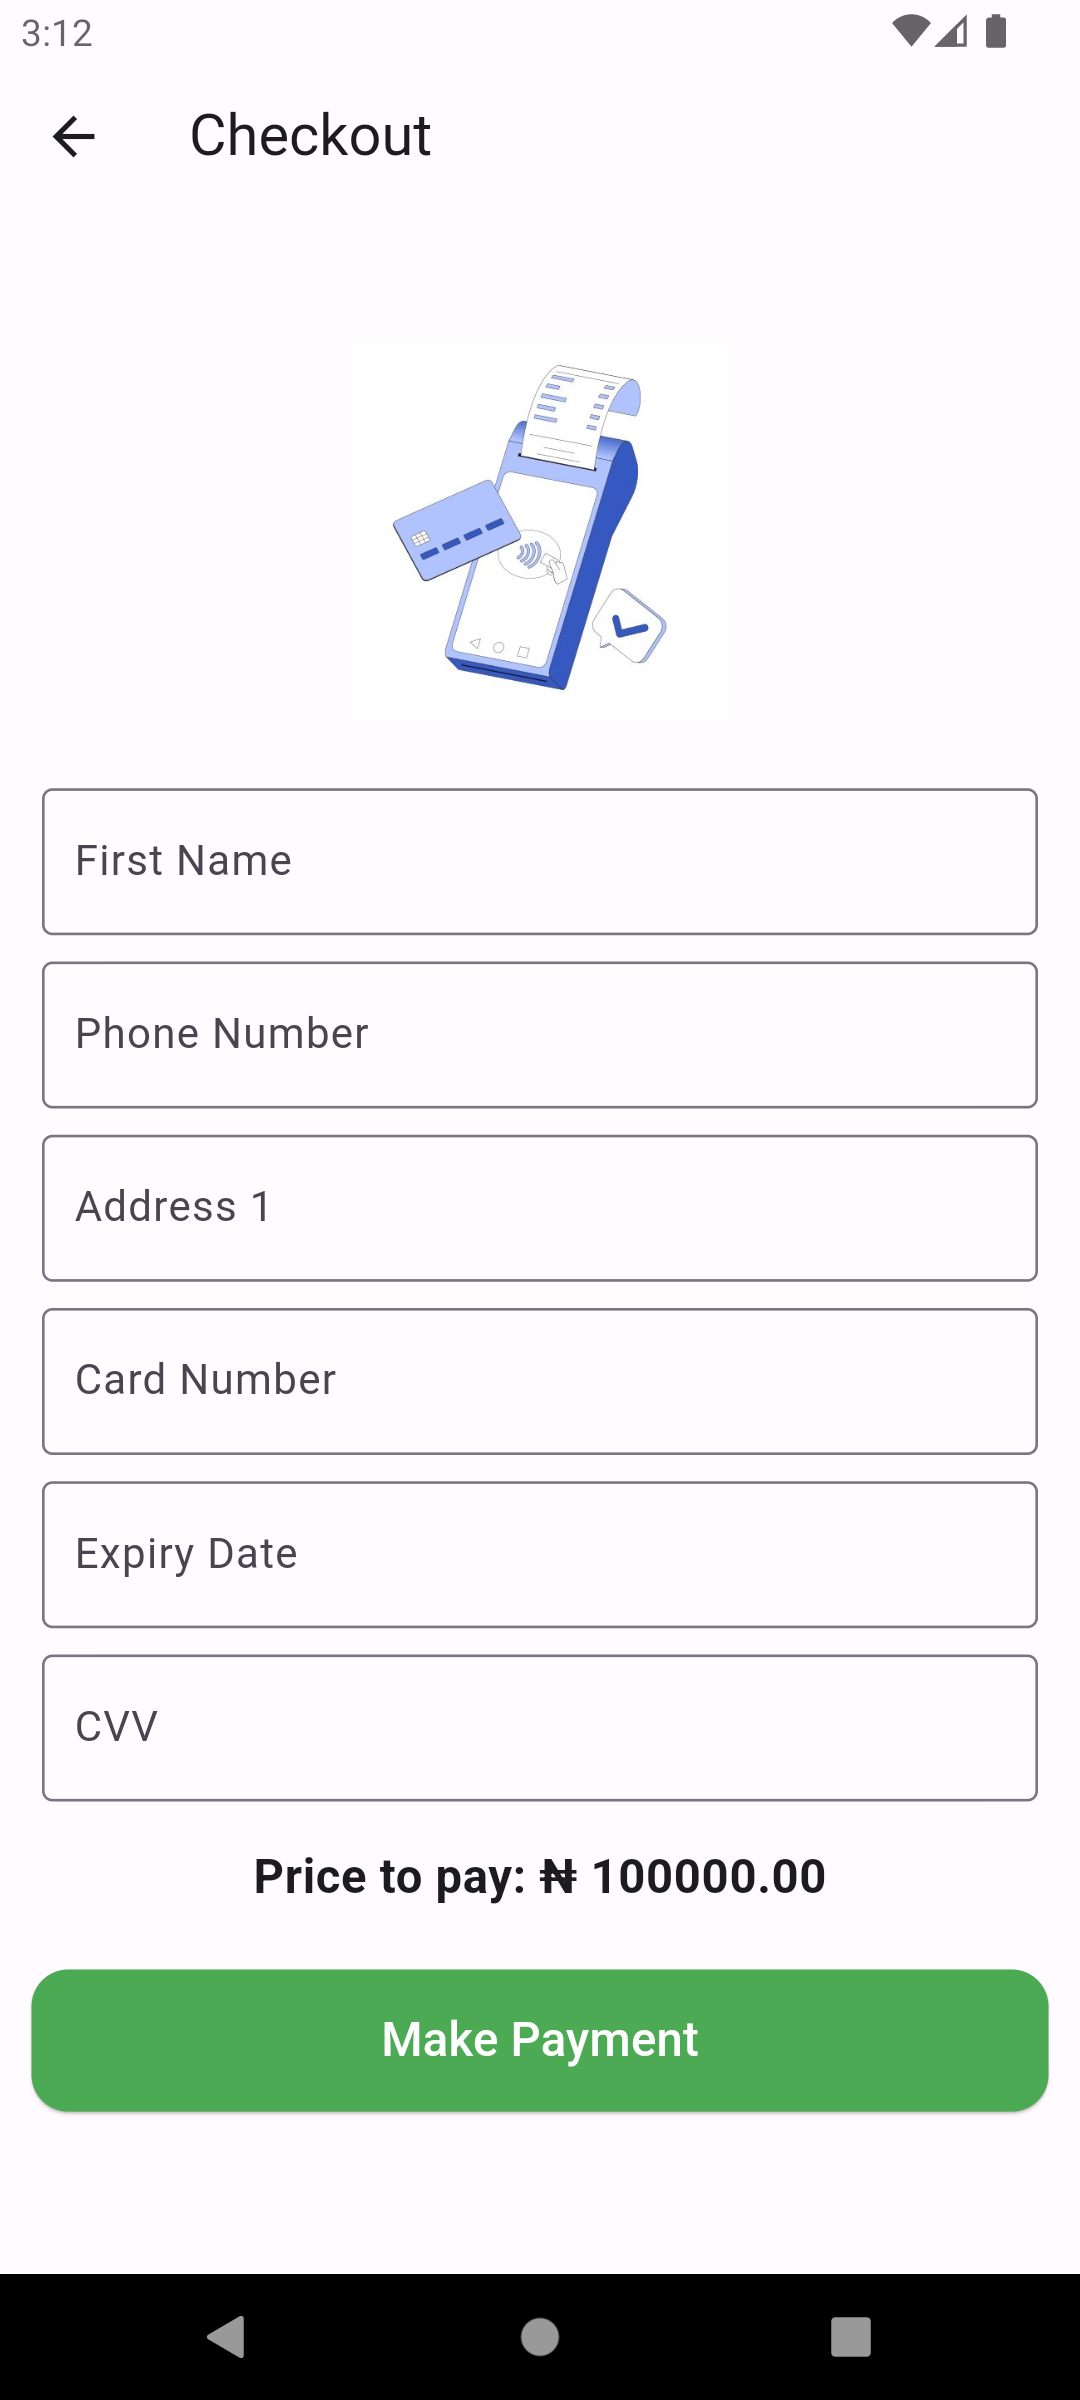 3:12
Checkout
First Name
Phone Number
Address 1
Card Number
Expiry Date
CVV
Price to pay: ₦ 100000.00
Make Payment